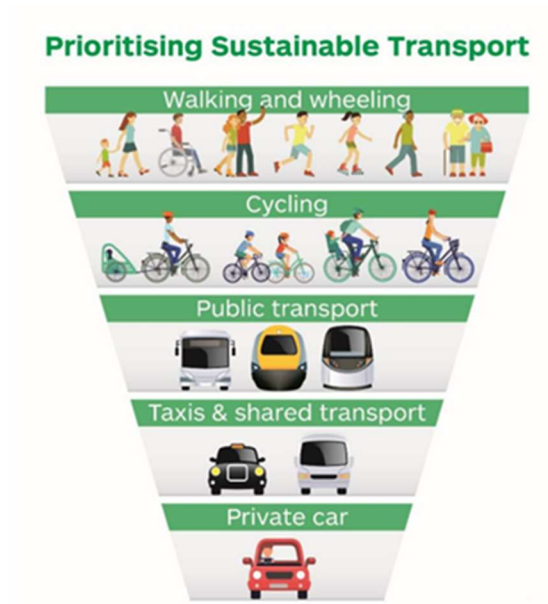 Prioritising Sustainable Transport
Walking and wheeling
Cycling
Public transport
Taxis & shared transport
Private car